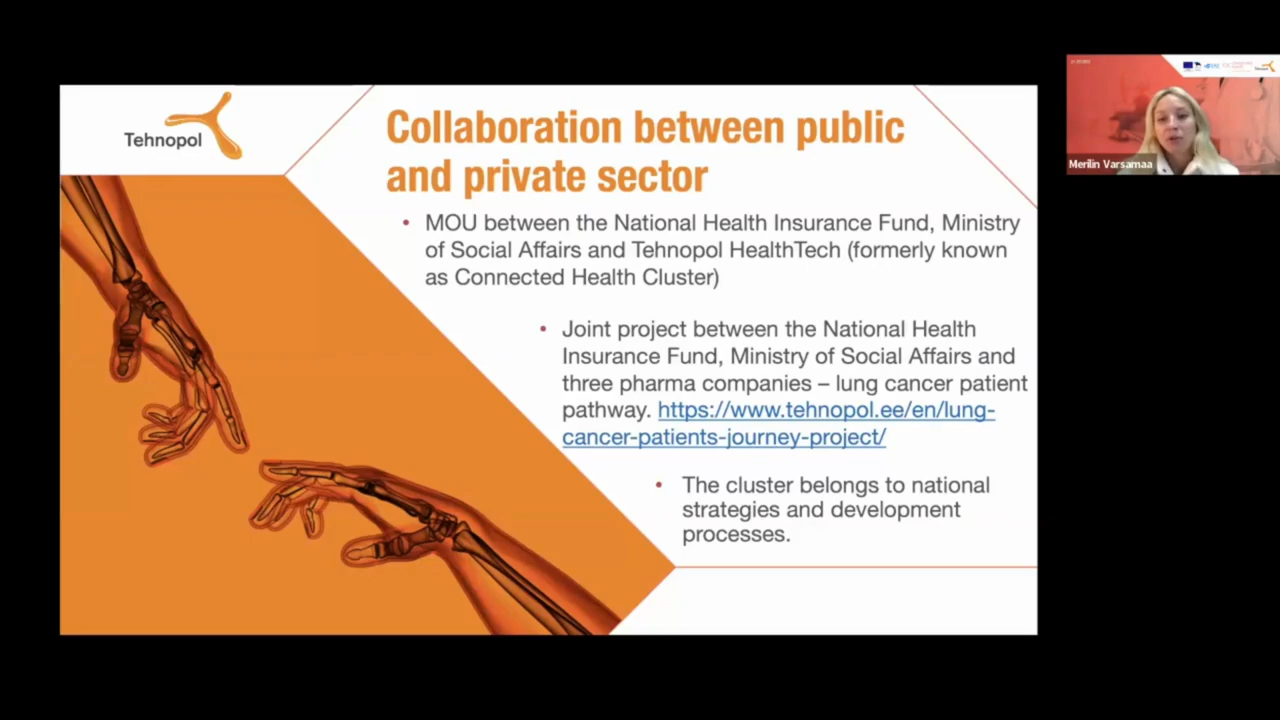 Tehnopol
Collaboration between public
and private sector
• MOU between the National Health Insurance Fund, Ministry
of Social Affairs and Tehnopol HealthTech (formerly known
as Connected Health Cluster)
• Joint project between the National Health
Insurance Fund, Ministry of Social Affairs and
three pharma companies – lung cancer patient
pathway. https://www.tehnopol.ee/en/lung-
cancer-patients-journey-project/
• The cluster belongs to national
strategies and development
processes.
Tehnopol
Merilin Varsamaa